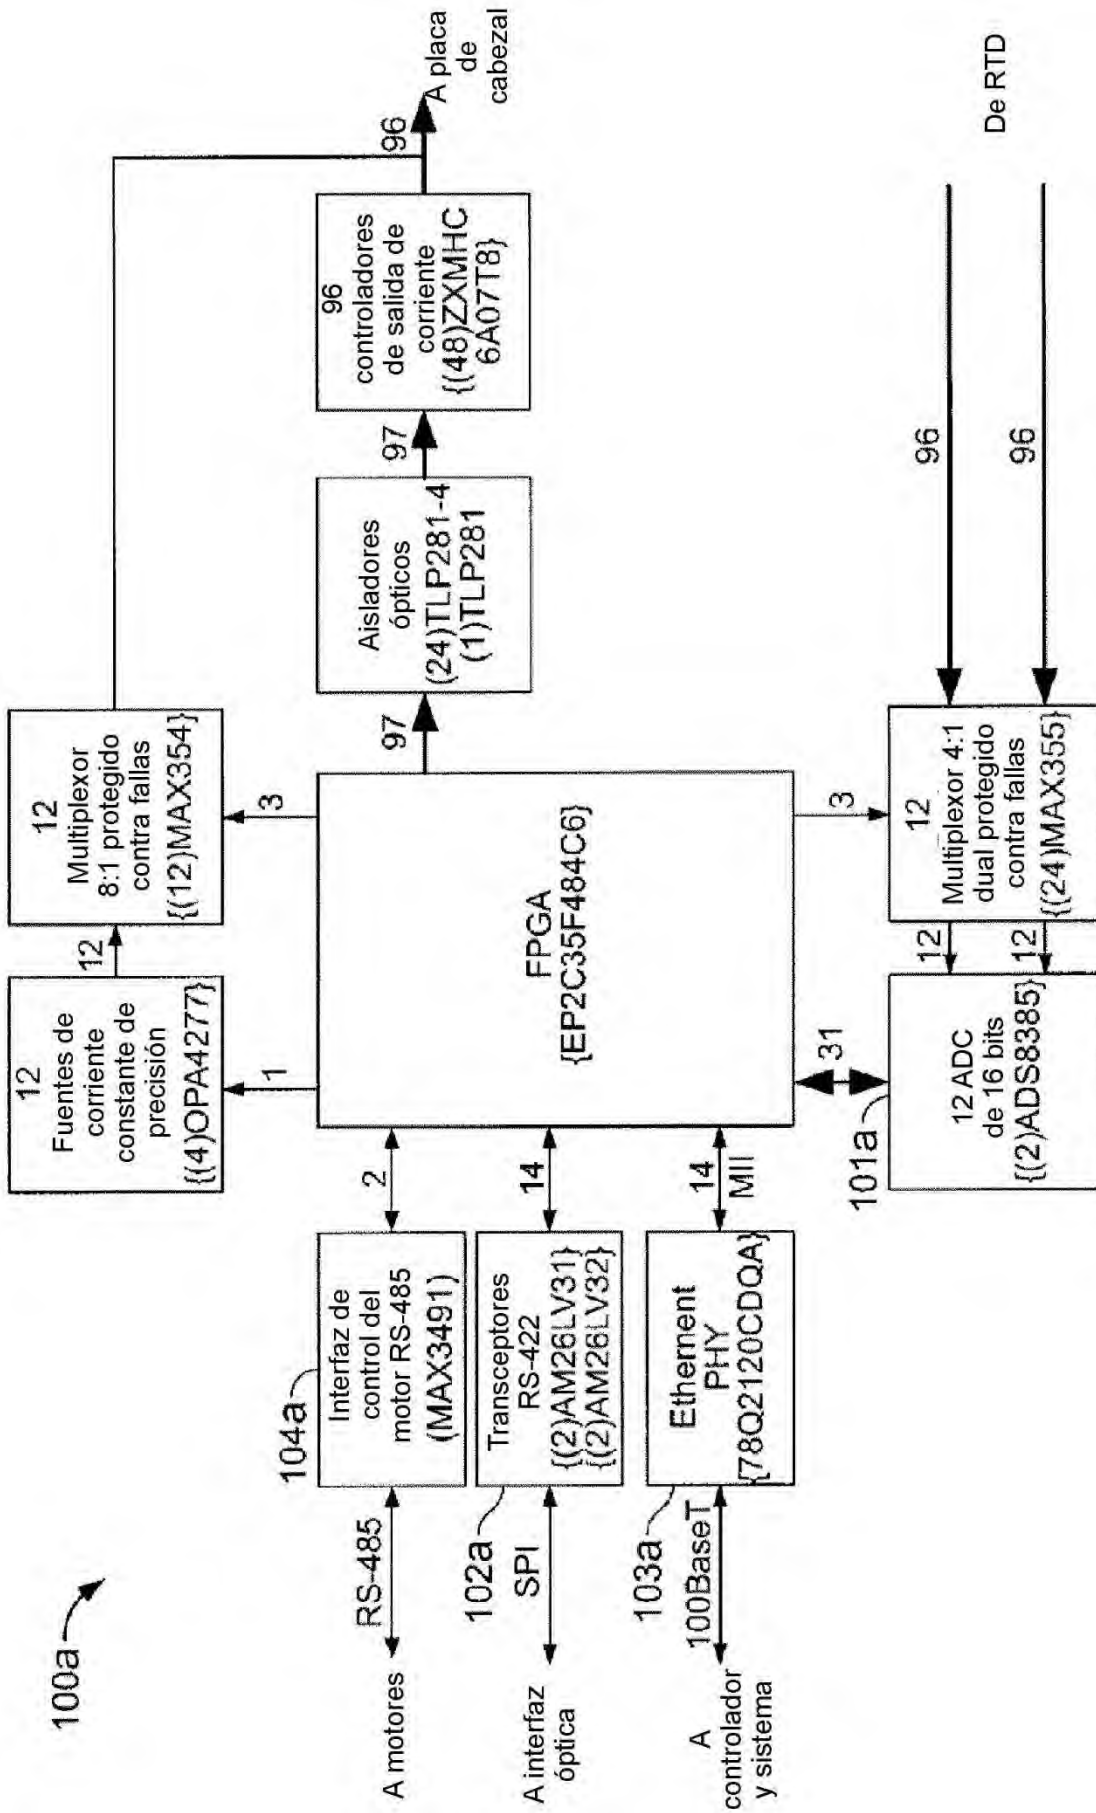 100a
12
Fuentes de
corriente
constante de
precisión
{(4)OPA4277}
12
12
Multiplexor
8:1 protegido
contra fallas
{(12)MAX354}
1
3
104a
A motores
RS-485
Interfaz de
control del
motor RS-485
(MAX3491)
2
102a
A interfaz
óptica
SPI
Transceptores
RS-422
{(2)AM26LV31}
{(2)AM26LV32}
14
103a
A
controlador
y sistema
100BaseT
Ethernent
PHY
{78Q2120CDQA}
14
MII
FPGA
{EP2C35F484C6}
97
Aisladores
ópticos
(24)TLP281-4
(1)TLP281
97
96
controladores
de salida de
corriente
{(48)ZXMHC
6A07T8}
96
A placa
de
cabezal
31
3
101a
12 ADC
de 16 bits
{(2)ADS8385}
12
12
12
Multiplexor 4:1
dual protegido
contra fallas
{(24)MAX355}
96
96
De RTD